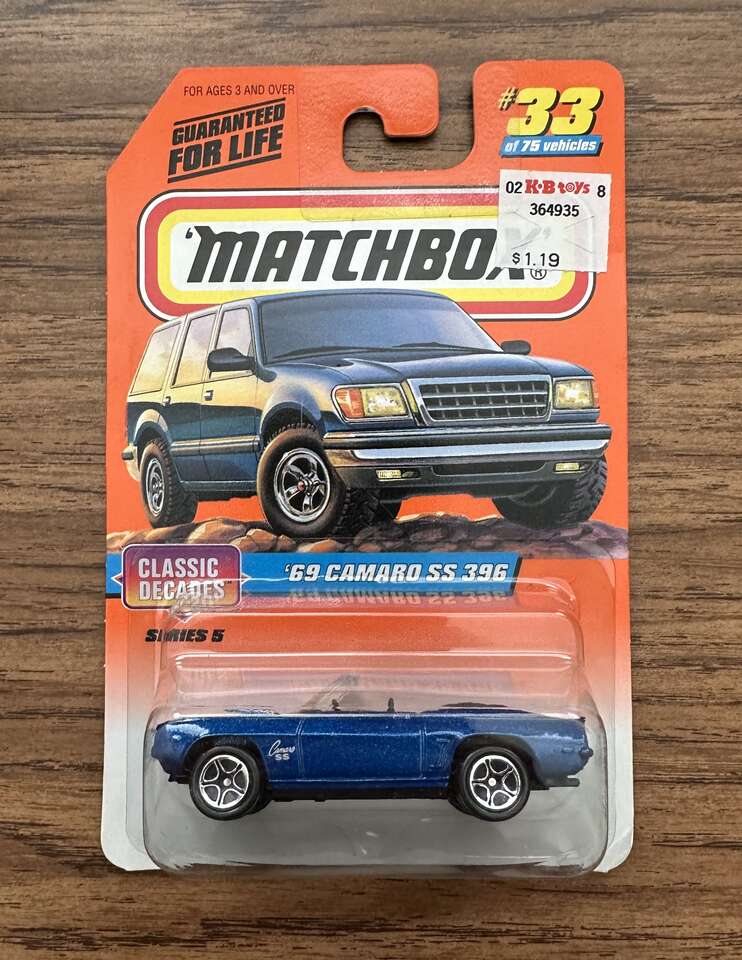 FOR AGES 3 AND OVER
GUARANTEED
FOR LIFE
#33
of 75 vehicles
02 K•B toys 8
364935
$1.19
'MATCHBOX'®
CLASSIC
DECADES™
'69 CAMARO SS 396
SERIES 5
Camaro
SS